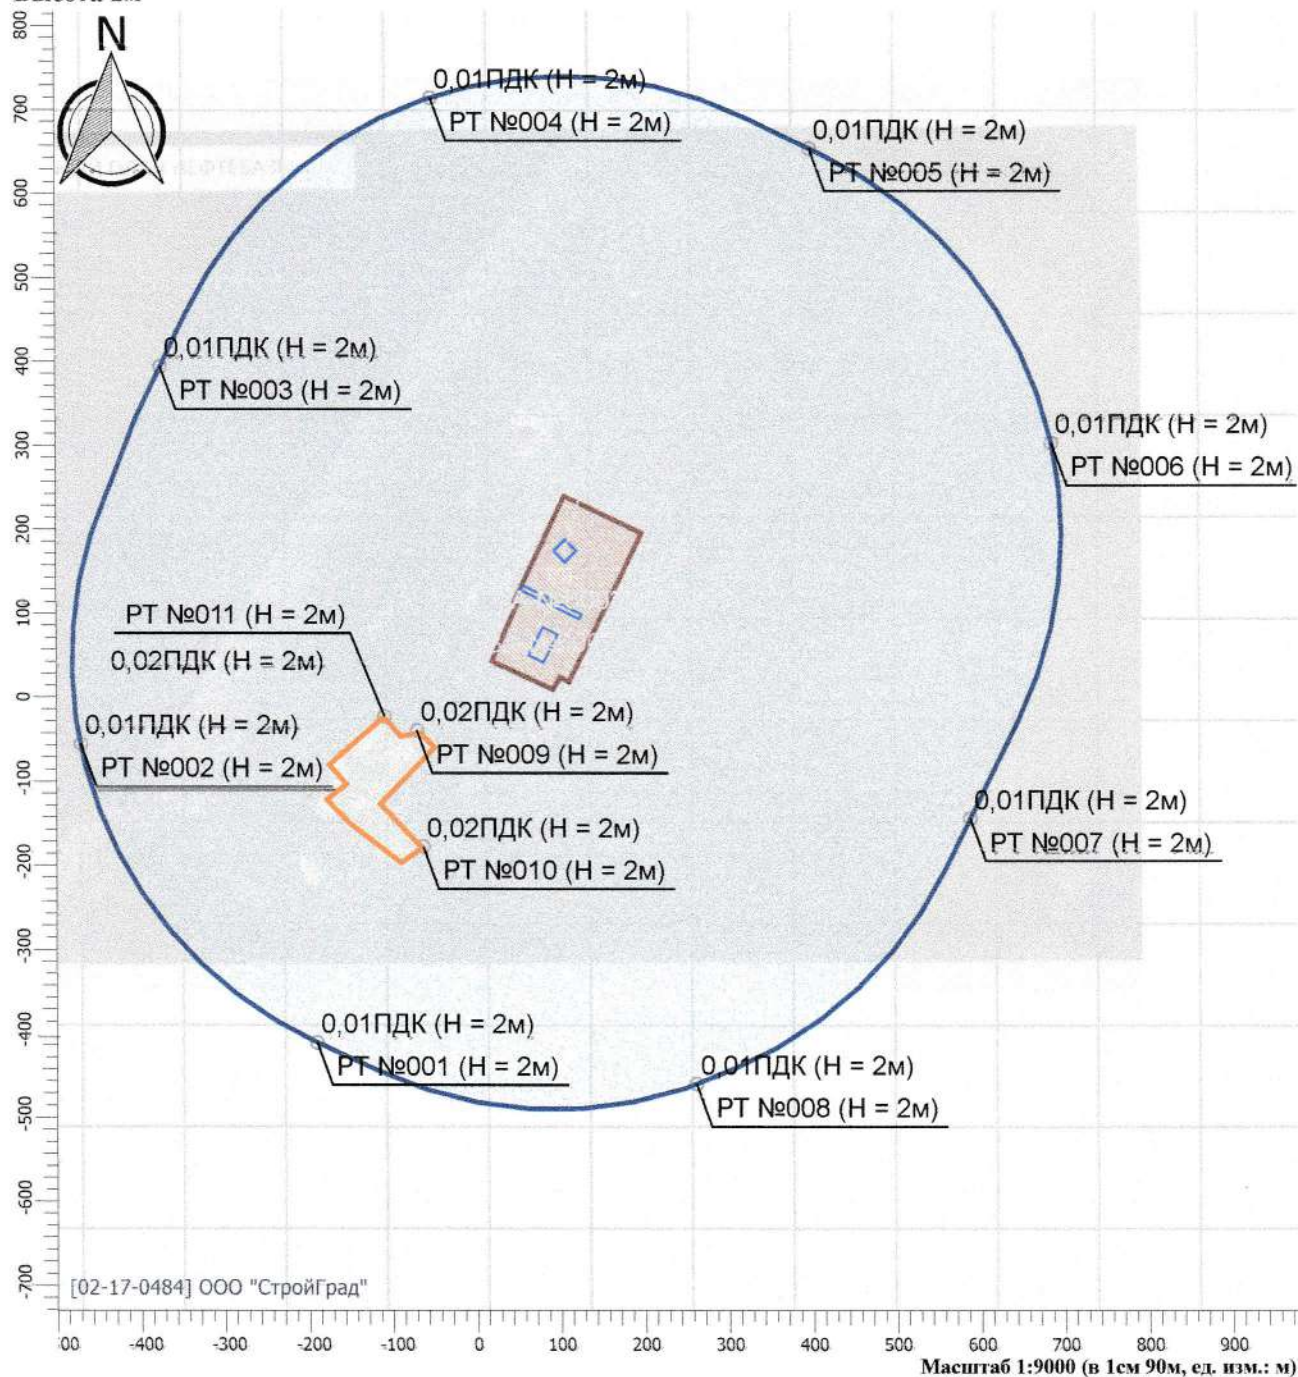 Высота 2м
N
800
700
600
500
400
300
200
100
0
-100
-200
-300
-400
-500
-600
-700
0,01ПДК (Н = 2м)
РТ №004 (Н = 2м)
0,01ПДК (Н = 2м)
РТ №005 (Н = 2м)
0,01ПДК (Н = 2м)
РТ №003 (Н = 2м)
0,01ПДК (Н = 2м)
РТ №006 (Н = 2м)
РТ №011 (Н = 2м)
0,02ПДК (Н = 2м)
0,01ПДК (Н = 2м)
РТ №002 (Н = 2м)
0,02ПДК (Н = 2м)
РТ №009 (Н = 2м)
0,02ПДК (Н = 2м)
РТ №010 (Н = 2м)
0,01ПДК (Н = 2м)
РТ №007 (Н = 2м)
0,01ПДК (Н = 2м)
РТ №001 (Н = 2м)
0,01ПДК (Н = 2м)
РТ №008 (Н = 2м)
[02-17-0484] ООО "СтройГрад"
00 -400 -300 -200 -100 0 100 200 300 400 500 600 700 800 900
Масштаб 1:9000 (в 1см 90м, ед. изм.: м)